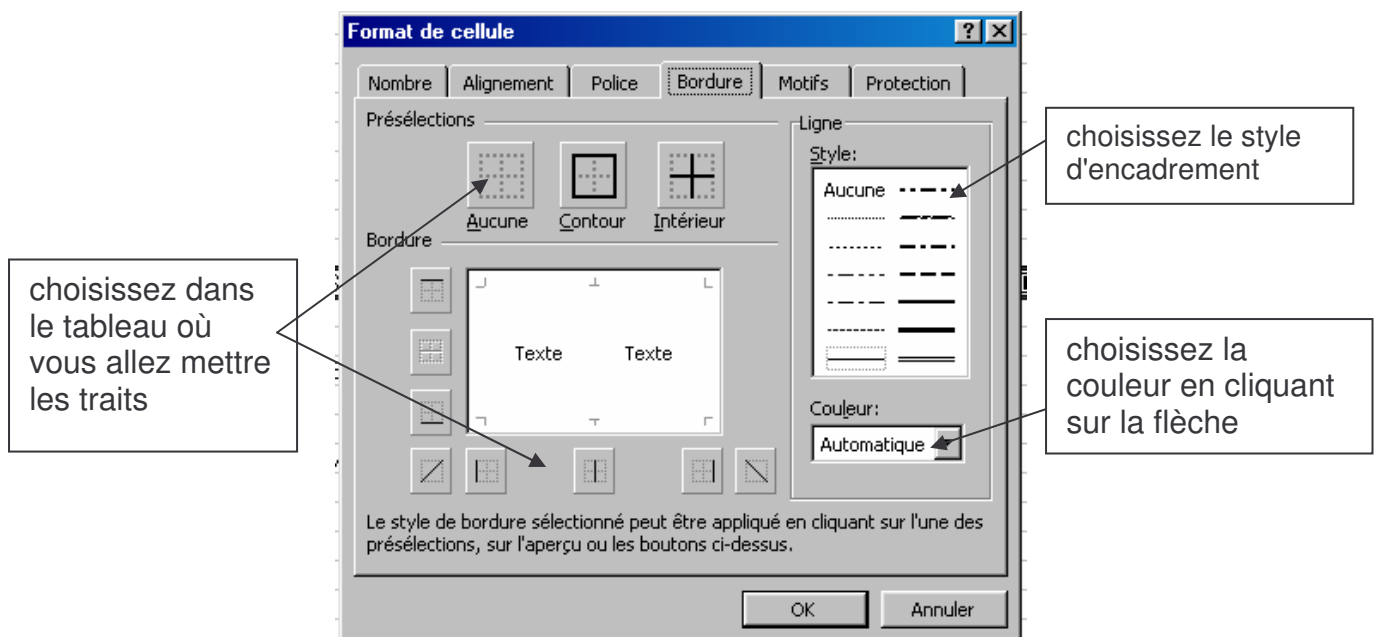 Format de cellule
Nombre Alignement Police Bordure Motifs Protection
Présélections
Aucune Contour Intérieur
Bordure
Texte Texte
Ligne
Style:
Aucune
Couleur:
Automatique
Le style de bordure sélectionné peut être appliqué en cliquant sur l'une des
présélections, sur l'aperçu ou les boutons ci-dessus.
OK Annuler
choisissez dans
le tableau où
vous allez mettre
les traits
choisissez le style
d'encadrement
choisissez la
couleur en cliquant
sur la flèche